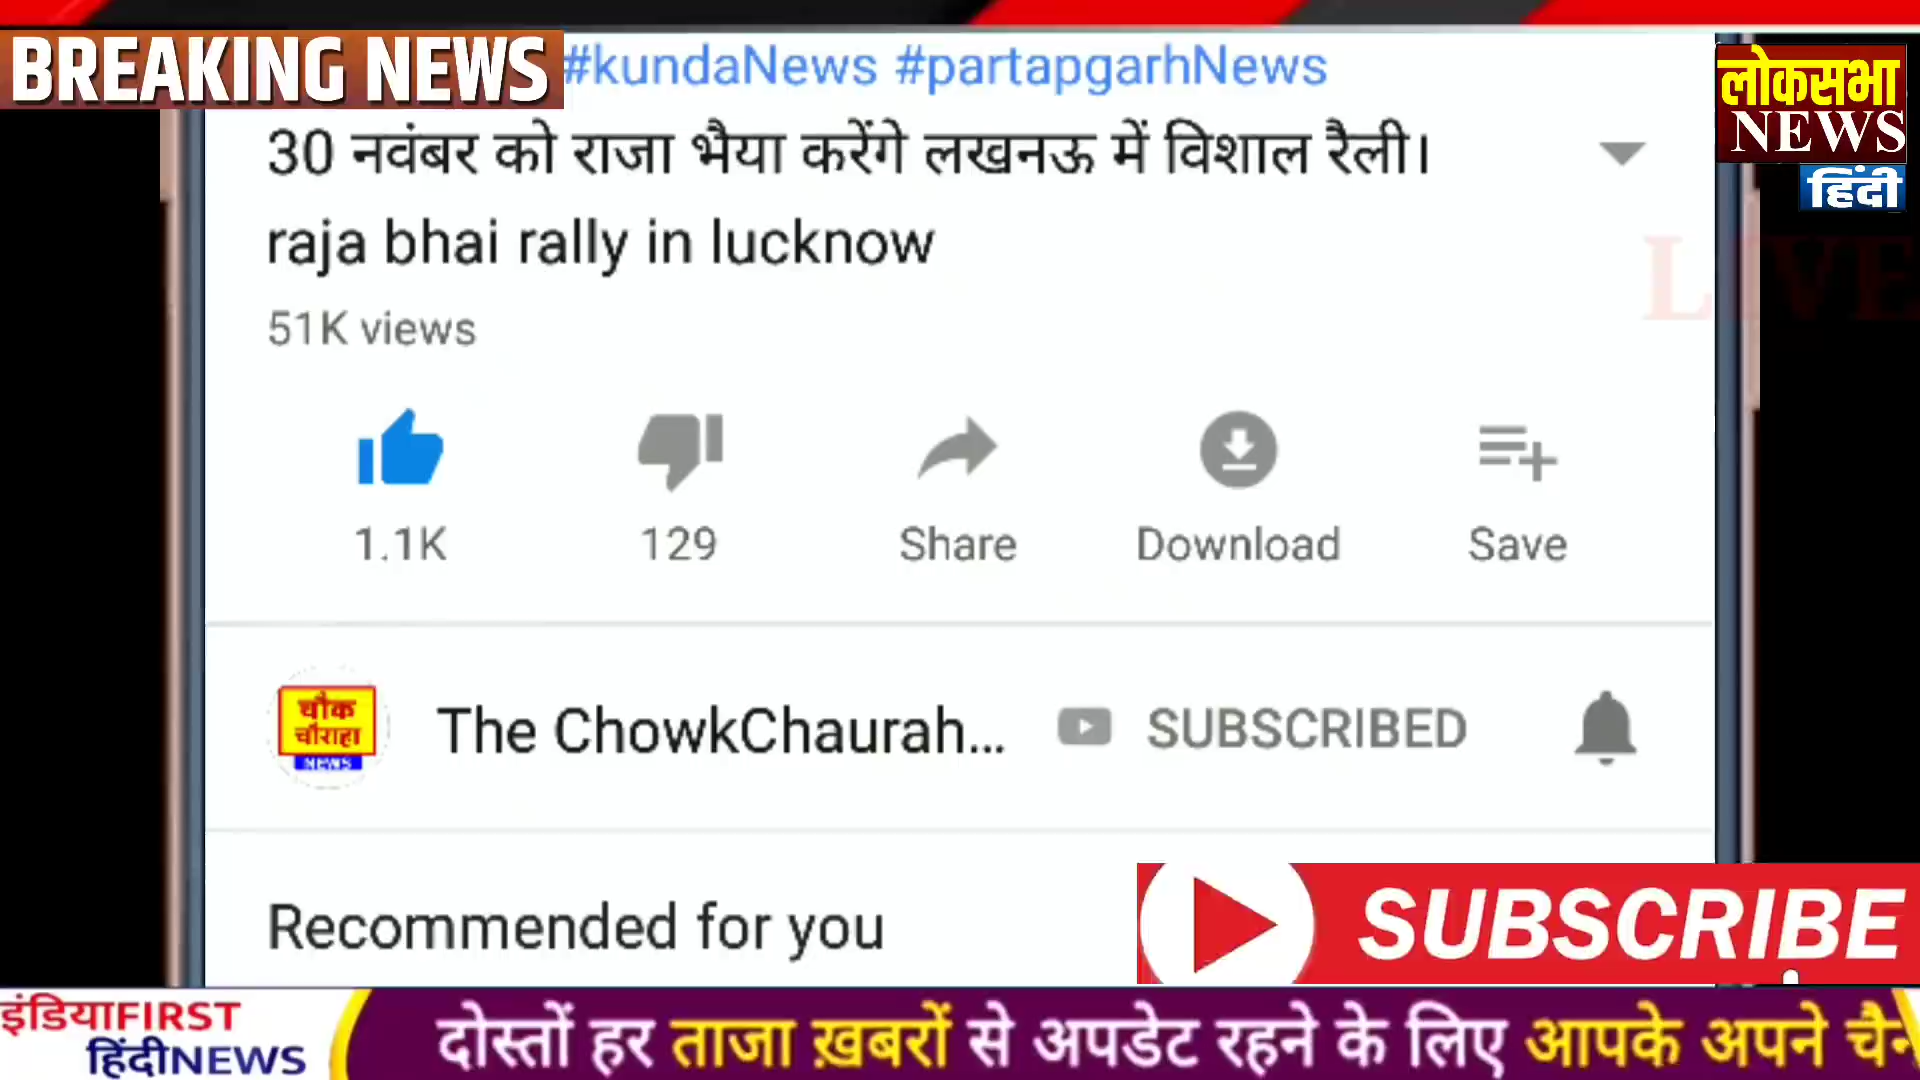 BREAKING NEWS
#kundaNews #partapgarhNews
लोकसभा
NEWS
हिंदी
30 नवंबर को राजा भैया करेंगे लखनऊ में विशाल रैली।
raja bhai rally in lucknow
LIVE
51K views
1.1K
129
Share
Download
Save
चौक
चौराहा
NEWS
The ChowkChaurah...
SUBSCRIBED
Recommended for you
SUBSCRIBE
इंडियाFIRST
हिंदीNEWS
दोस्तों हर ताजा ख़बरों से अपडेट रहने के लिए आपके अपने